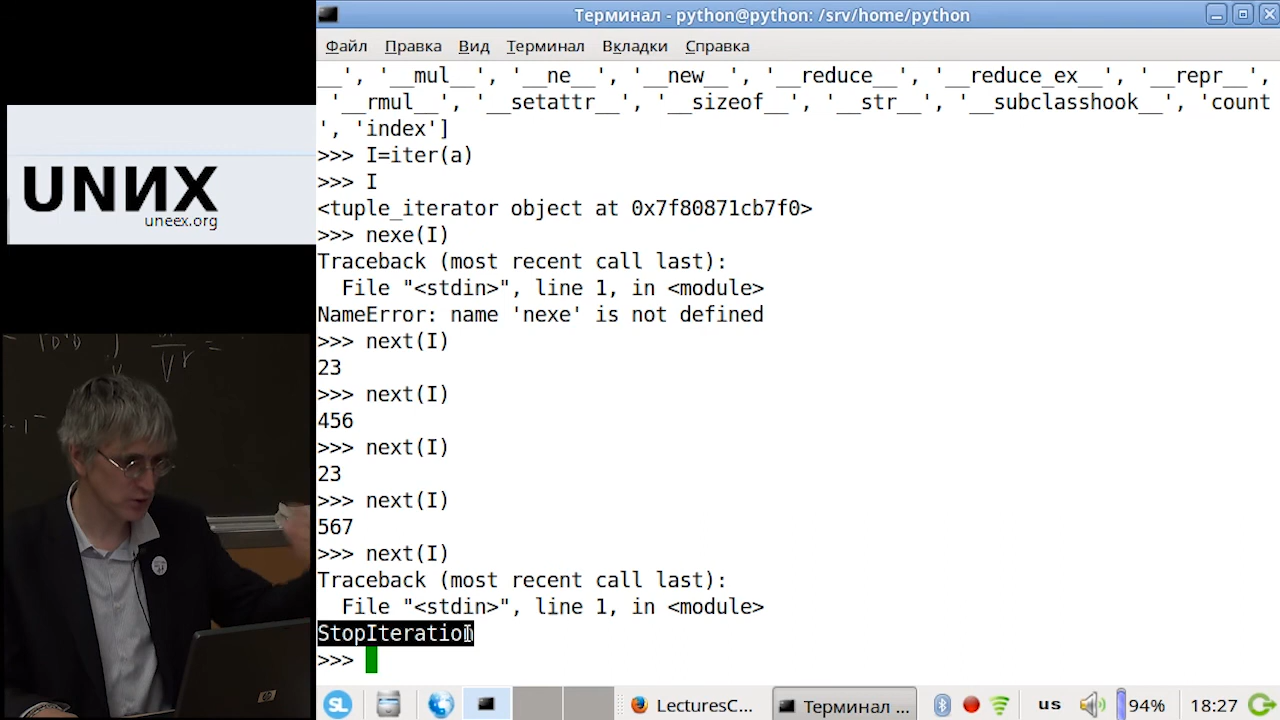 Терминал - python@python: /srv/home/python
Файл Правка Вид Терминал Вкладки Справка
__', '__mul__', '__ne__', '__new__', '__reduce__', '__reduce_ex__', '__repr__',
'__rmul__', '__setattr__', '__sizeof__', '__str__', '__subclasshook__', 'count
', 'index']
>>> I=iter(a)
>>> I
<tuple_iterator object at 0x7f80871cb7f0>
>>> nexe(I)
Traceback (most recent call last):
  File "<stdin>", line 1, in <module>
NameError: name 'nexe' is not defined
>>> next(I)
23
>>> next(I)
456
>>> next(I)
23
>>> next(I)
567
>>> next(I)
Traceback (most recent call last):
  File "<stdin>", line 1, in <module>
StopIteration
>>>
UNИX
uneex.org
hp
SL LecturesC... Терминал ... us 94% 18:27